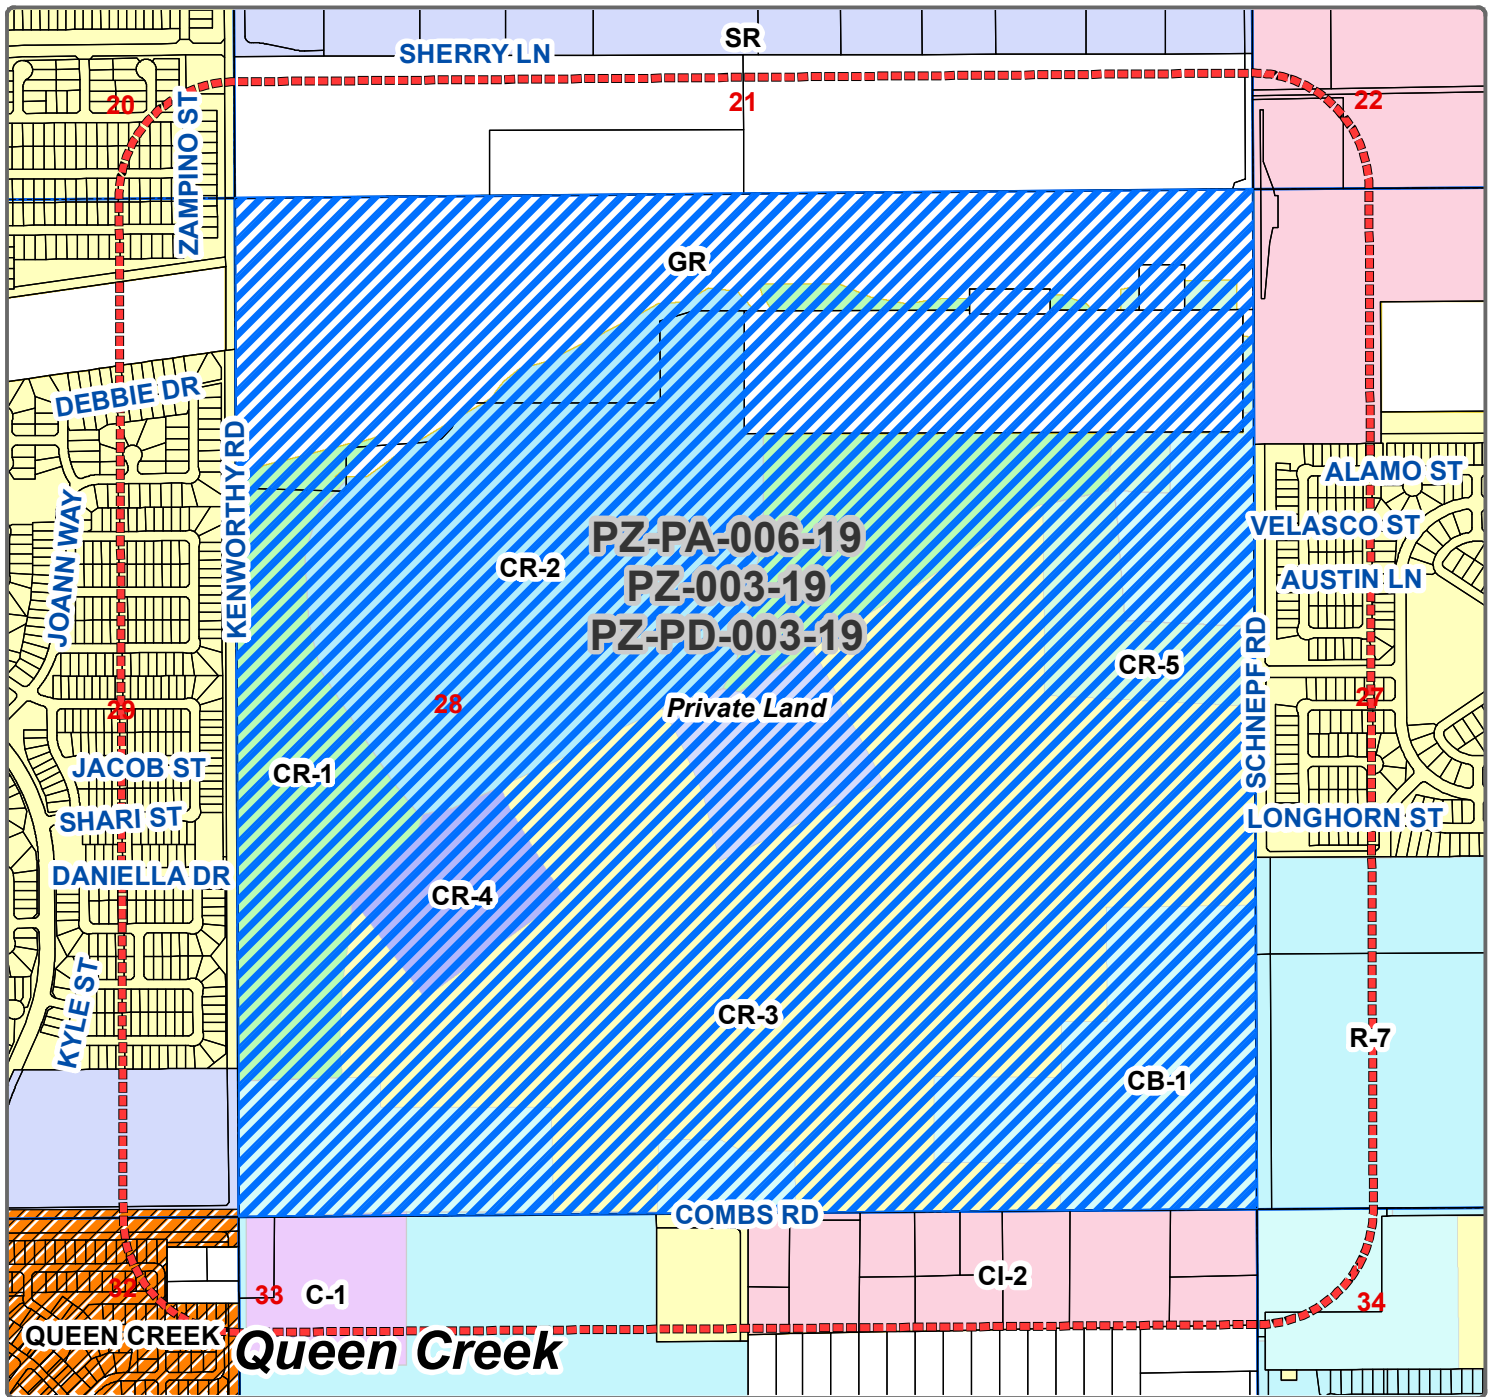 SR
SHERRY LN
20
21
22
ZAMPINO ST
GR
DEBBIE DR
KENWORTHY RD
ALAMO ST
JOANN WAY
VELASCO ST
PZ-PA-006-19
CR-2
AUSTIN LN
PZ-003-19
PZ-PD-003-19
CR-5
SCHNEPF RD
29
28
Private Land
27
JACOB ST
CR-1
SHARI ST
LONGHORN ST
DANIELLA DR
CR-4
KYLE ST
CR-3
R-7
CB-1
COMBS RD
CI-2
32
33
C-1
34
QUEEN CREEK
Queen Creek